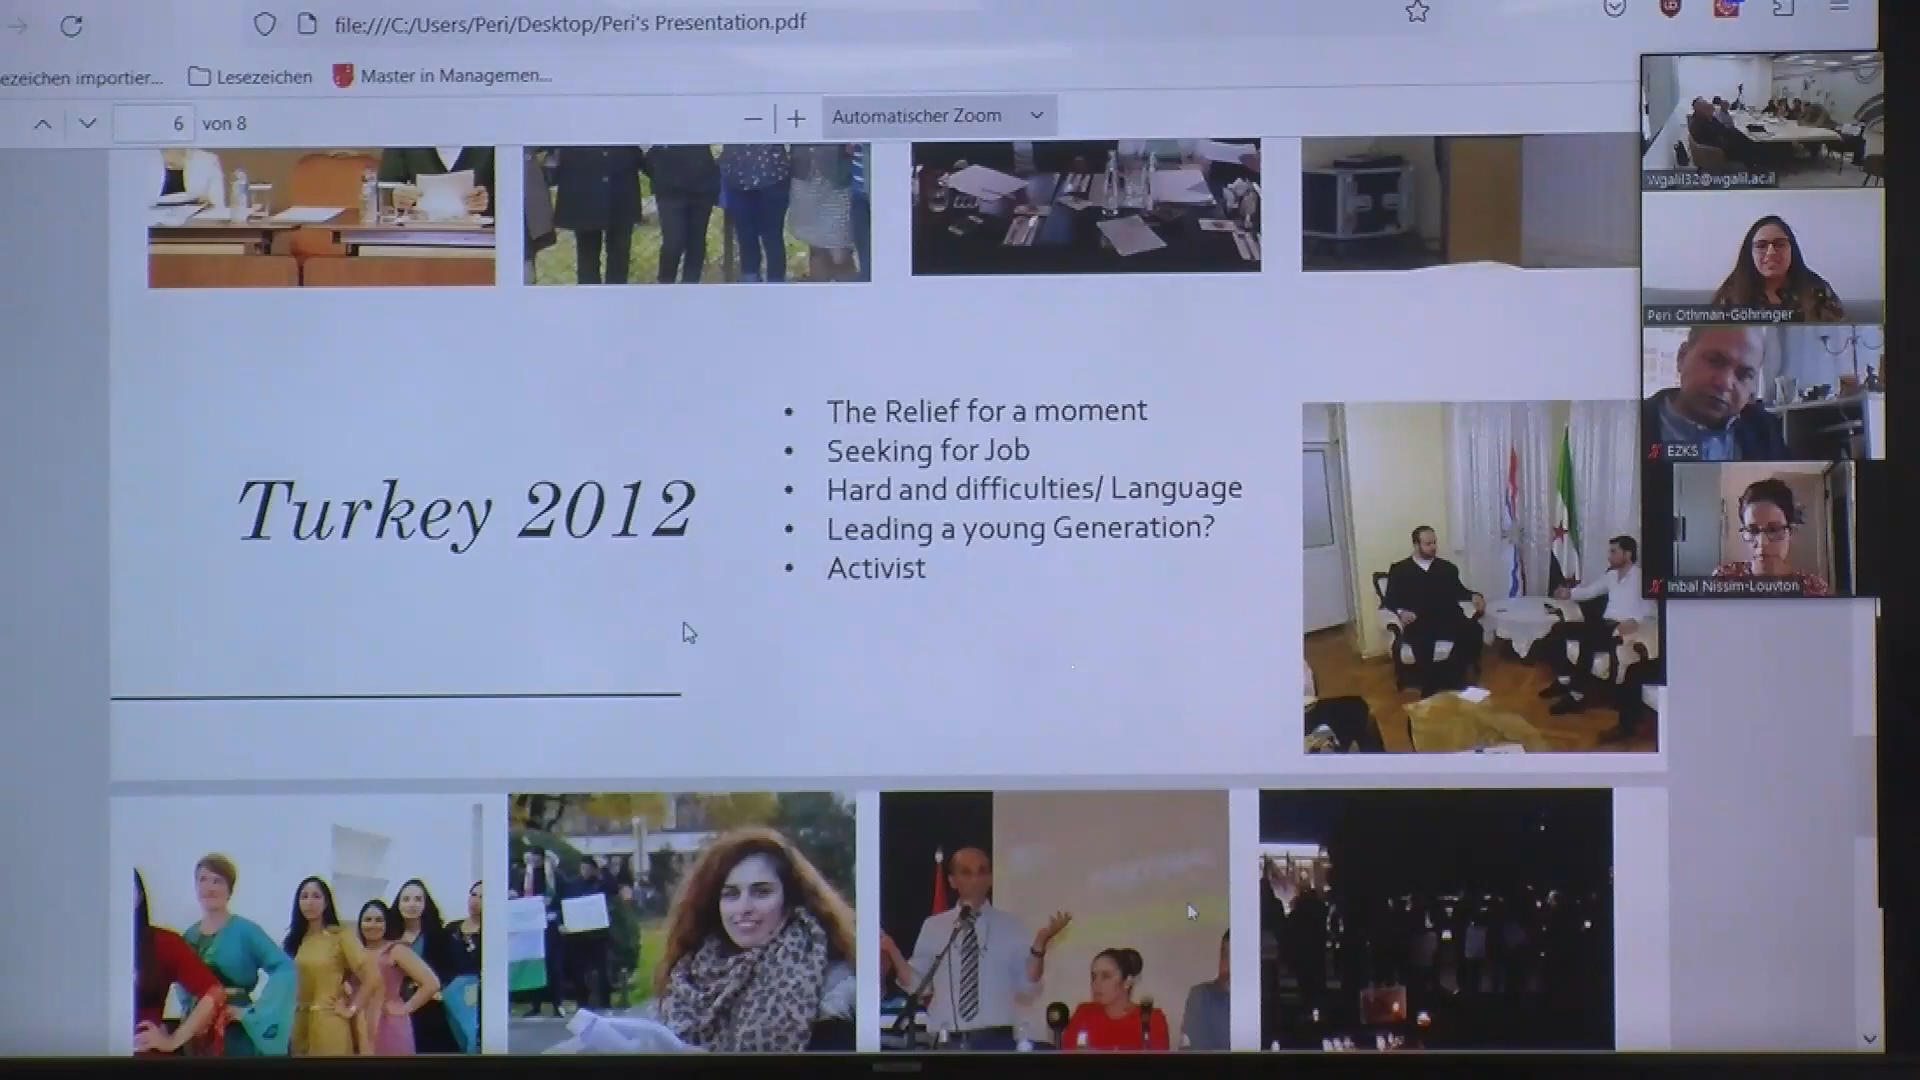 file:///C:/Users/Peri/Desktop/Peri's Presentation.pdf
ezeichen importier...
Lesezeichen
Master in Managemen...
6 von 8
Automatischer Zoom
Wgalil32@wgalil.ac.il
Peri Othman-Göhringer
EZKS
Inbal Nissim-Louvton
Turkey 2012
• The Relief for a moment
• Seeking for Job
• Hard and difficulties/ Language
• Leading a young Generation?
• Activist